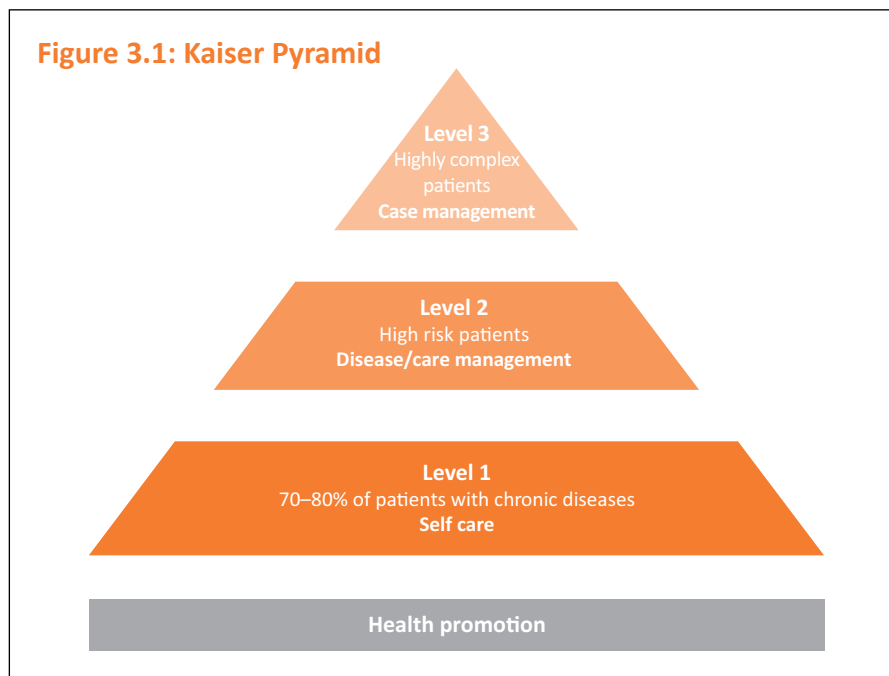 Figure 3.1: Kaiser Pyramid
Level 3
Highly complex
patients
Case management
Level 2
High risk patients
Disease/care management
Level 1
70–80% of patients with chronic diseases
Self care
Health promotion